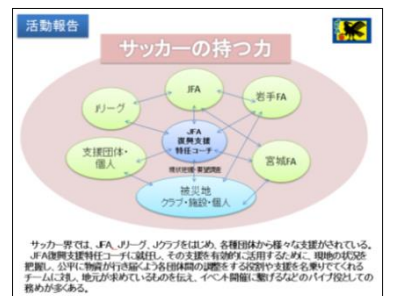 活動報告
サッカーの持つ力
JFA
Jリーグ
岩手FA
JFA
復興支援
特任コーチ
支援団体・
個人
宮城FA
現状把握・要望調査
被災地
クラブ・施設・個人
サッカー界では、JFA、Jリーグ、Jクラブをはじめ、各種団体から様々な支援がされている。
JFA復興支援特任コーチに就任し、その支援を有効的に活用するために、現地の状況を
把握し、公平に物資が行き届くよう各団体間の調整をする役割や支援を名乗りでてくれる
チームに対し、地元が求めているものを伝え、イベント開催に繋げるなどのパイプ役としての
務めが多くある。